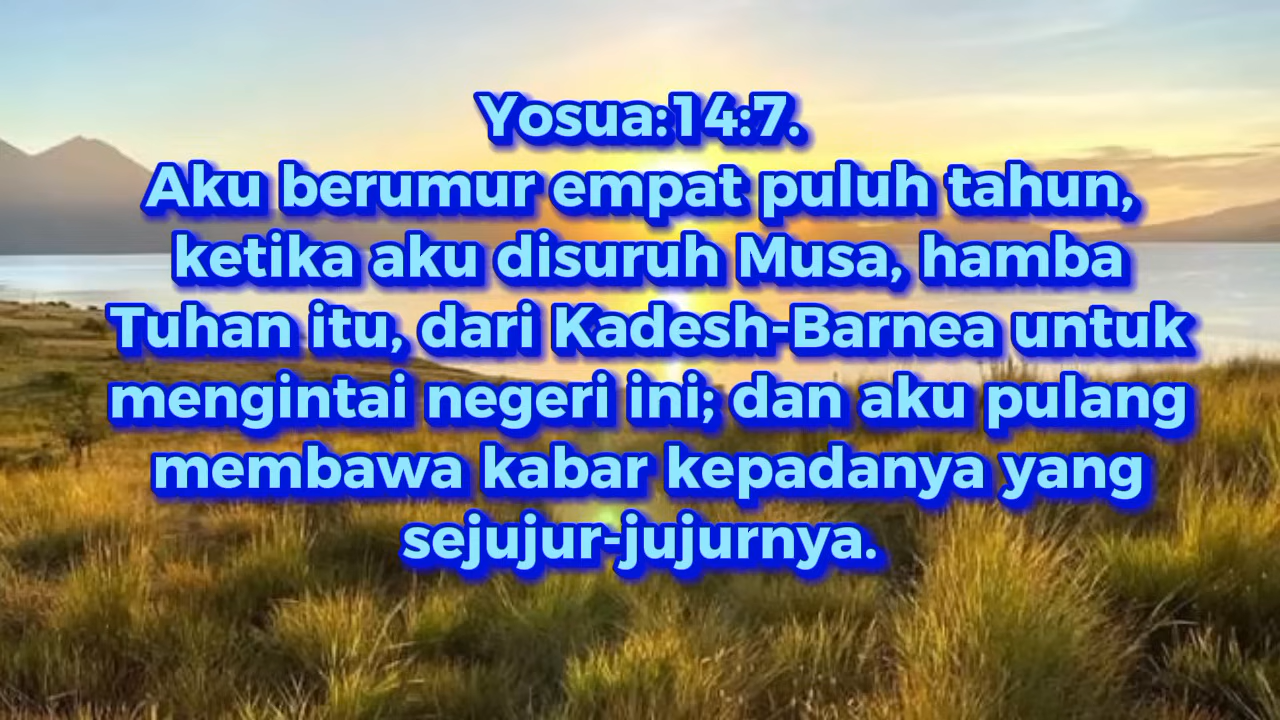 Yosua:14:7.
Aku berumur empat puluh tahun,
ketika aku disuruh Musa, hamba
Tuhan itu, dari Kadesh-Barnea untuk
mengintai negeri ini; dan aku pulang
membawa kabar kepadanya yang
sejujur-jujurnya.